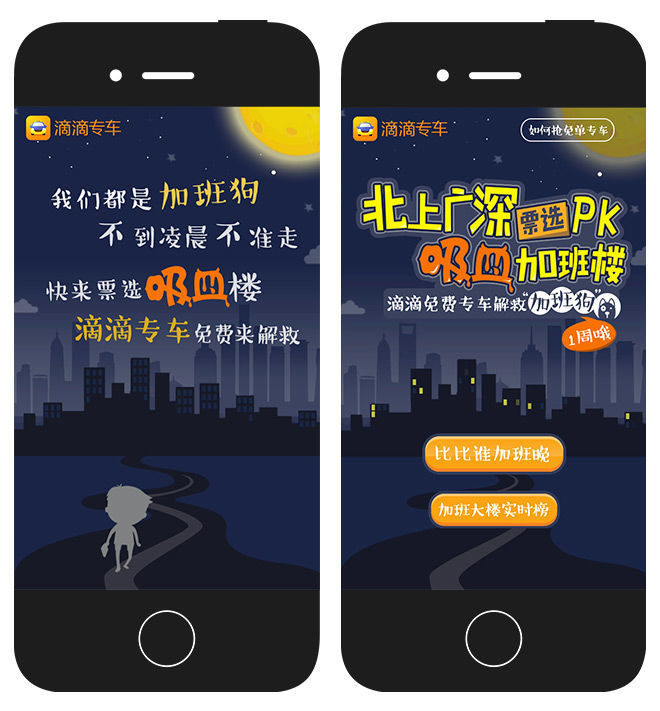 滴滴专车
我们都是加班狗
不到凌晨不准走
快来票选吸血楼
滴滴专车免费来解救
滴滴专车
如何抢免单专车
北上广深票选PK
吸血加班楼
滴滴免费专车解救"加班狗"
1周哦
比比谁加班晚
加班大楼实时榜